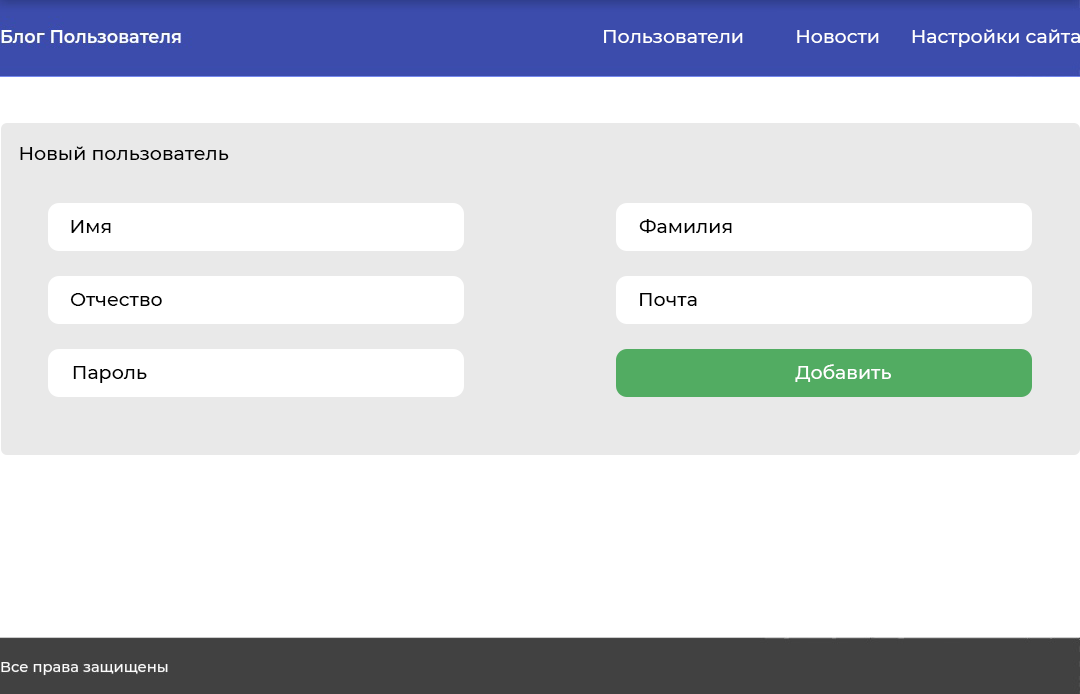 Блог Пользователя
Пользователи
Новости
Настройки сайта
Новый пользователь
Имя
Фамилия
Отчество
Почта
Пароль
Добавить
Все права защищены